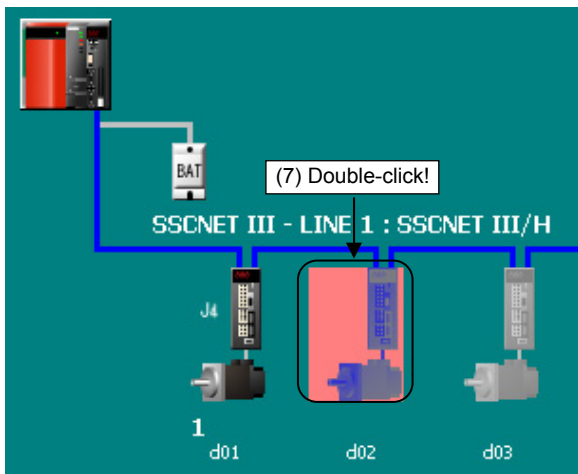 BAT
(7) Double-click!
SSCNET III - LINE 1 : SSCNET III/H
J4
1
d01
d02
d03